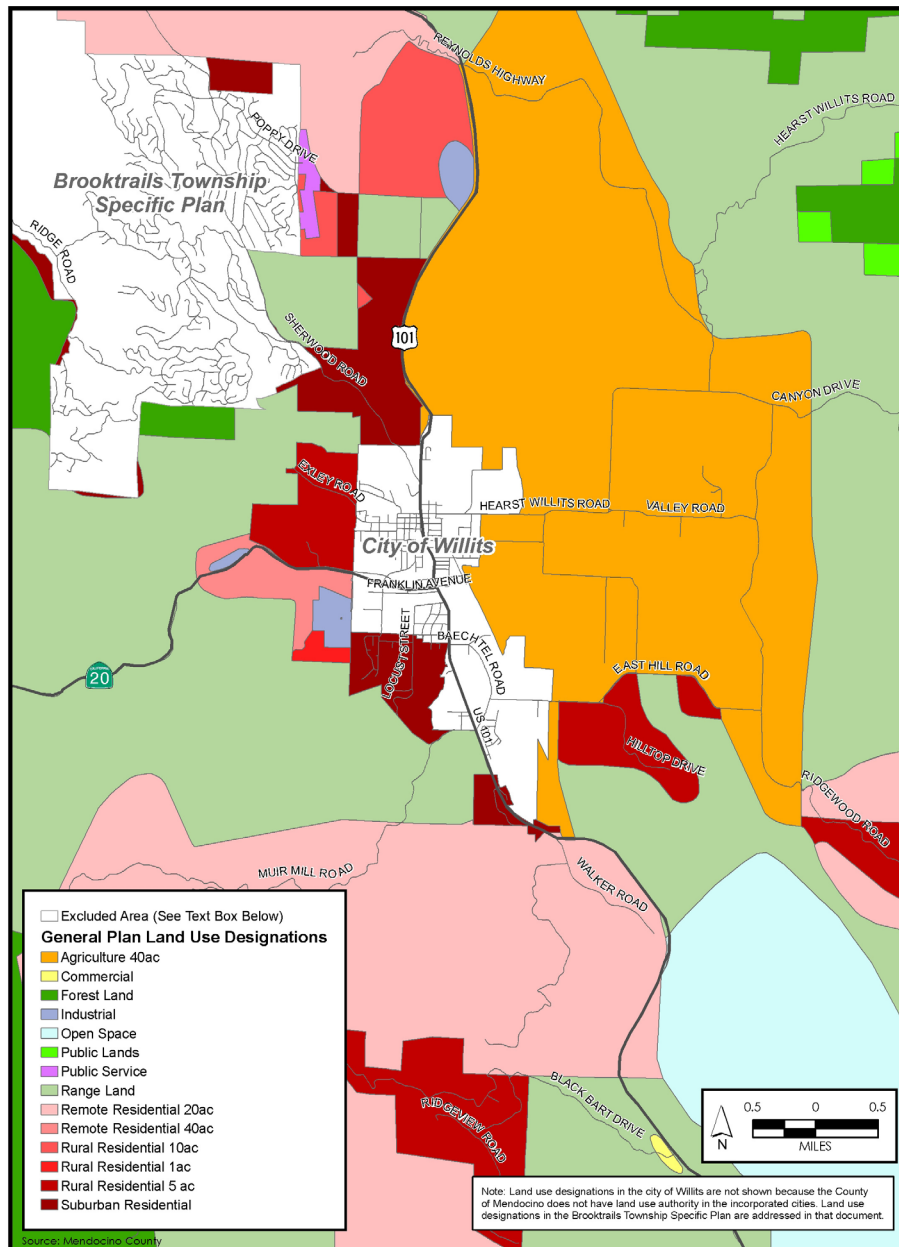 REYNOLDS HIGHWAY
HEARST WILLITS ROAD
POPPY DRIVE
Brooktrails Township
Specific Plan
RIDGE ROAD
SHERWOOD ROAD
101
CANYON DRIVE
EXLEY ROAD
HEARST WILLITS ROAD
VALLEY ROAD
City of Willits
FRANKLIN AVENUE
LOCUST STREET
BAECHTEL ROAD
EAST HILL ROAD
CALIFORNIA
20
US 101
HILLTOP DRIVE
RIDGEWOOD ROAD
MUIR MILL ROAD
WALKER ROAD
Excluded Area (See Text Box Below)
General Plan Land Use Designations
Agriculture 40ac
Commercial
Forest Land
Industrial
Open Space
Public Lands
Public Service
Range Land
Remote Residential 20ac
Remote Residential 40ac
Rural Residential 10ac
Rural Residential 1ac
Rural Residential 5 ac
Suburban Residential
BLACK BART DRIVE
RIDGEVIEW ROAD
N
0.5 0 0.5
MILES
Note: Land use designations in the city of Willits are not shown because the County
of Mendocino does not have land use authority in the incorporated cities. Land use
designations in the Brooktrails Township Specific Plan are addressed in that document.
Source: Mendocino County